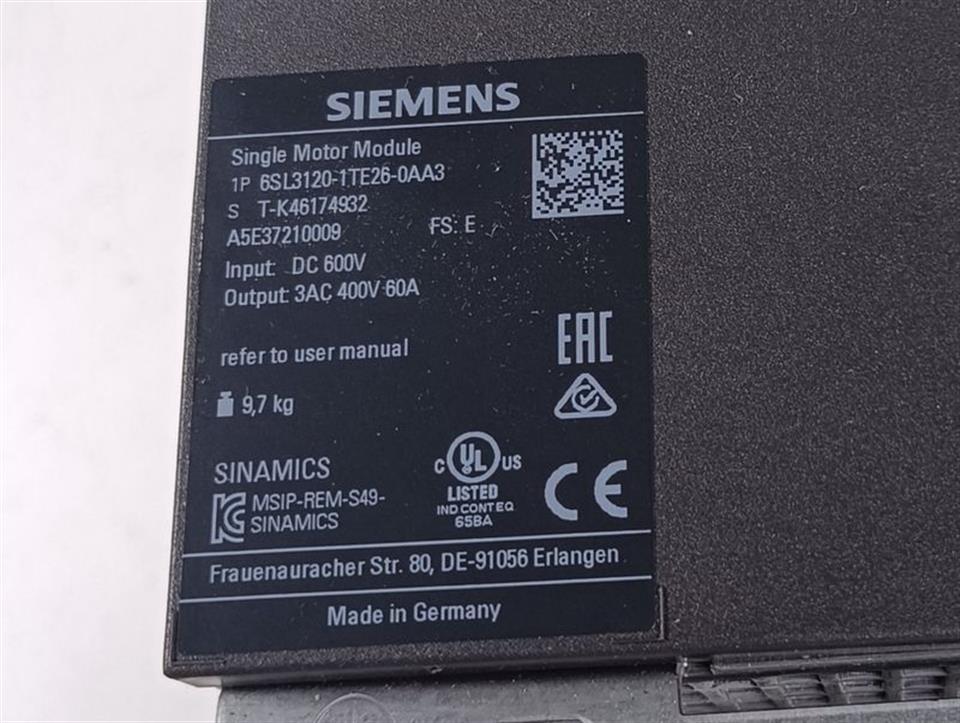 SIEMENS
Single Motor Module
1P 6SL3120-1TE26-0AA3
S T-K46174932
A5E37210009 FS: E
Input: DC 600V
Output: 3AC 400V 60A
EAC
refer to user manual
9,7 kg
C UL US
LISTED
IND CONT EQ
65BA
CE
SINAMICS
KC MSIP-REM-S49-
SINAMICS
Frauenauracher Str. 80, DE-91056 Erlangen
Made in Germany